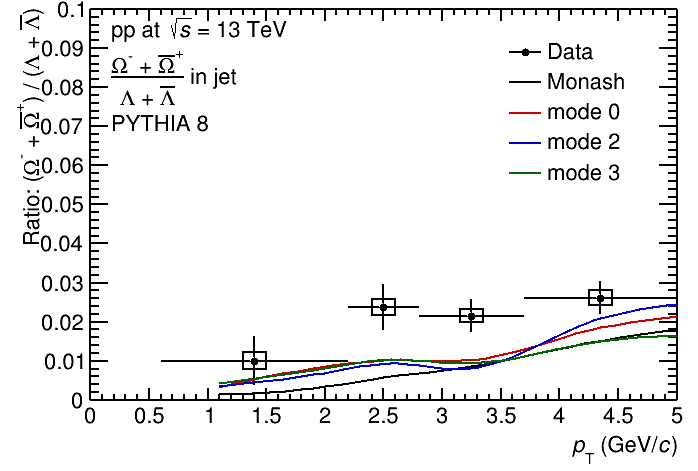 0.1
pp at √s = 13 TeV
Ω⁻ + Ω̅⁺
Λ + Λ̅
in jet
PYTHIA 8
Data
Monash
mode 0
mode 2
mode 3
Ratio: (Ω⁻ + Ω̅⁺) / (Λ + Λ̅)
0.09
0.08
0.07
0.06
0.05
0.04
0.03
0.02
0.01
0
0 0.5 1 1.5 2 2.5 3 3.5 4 4.5 5
p_T (GeV/c)